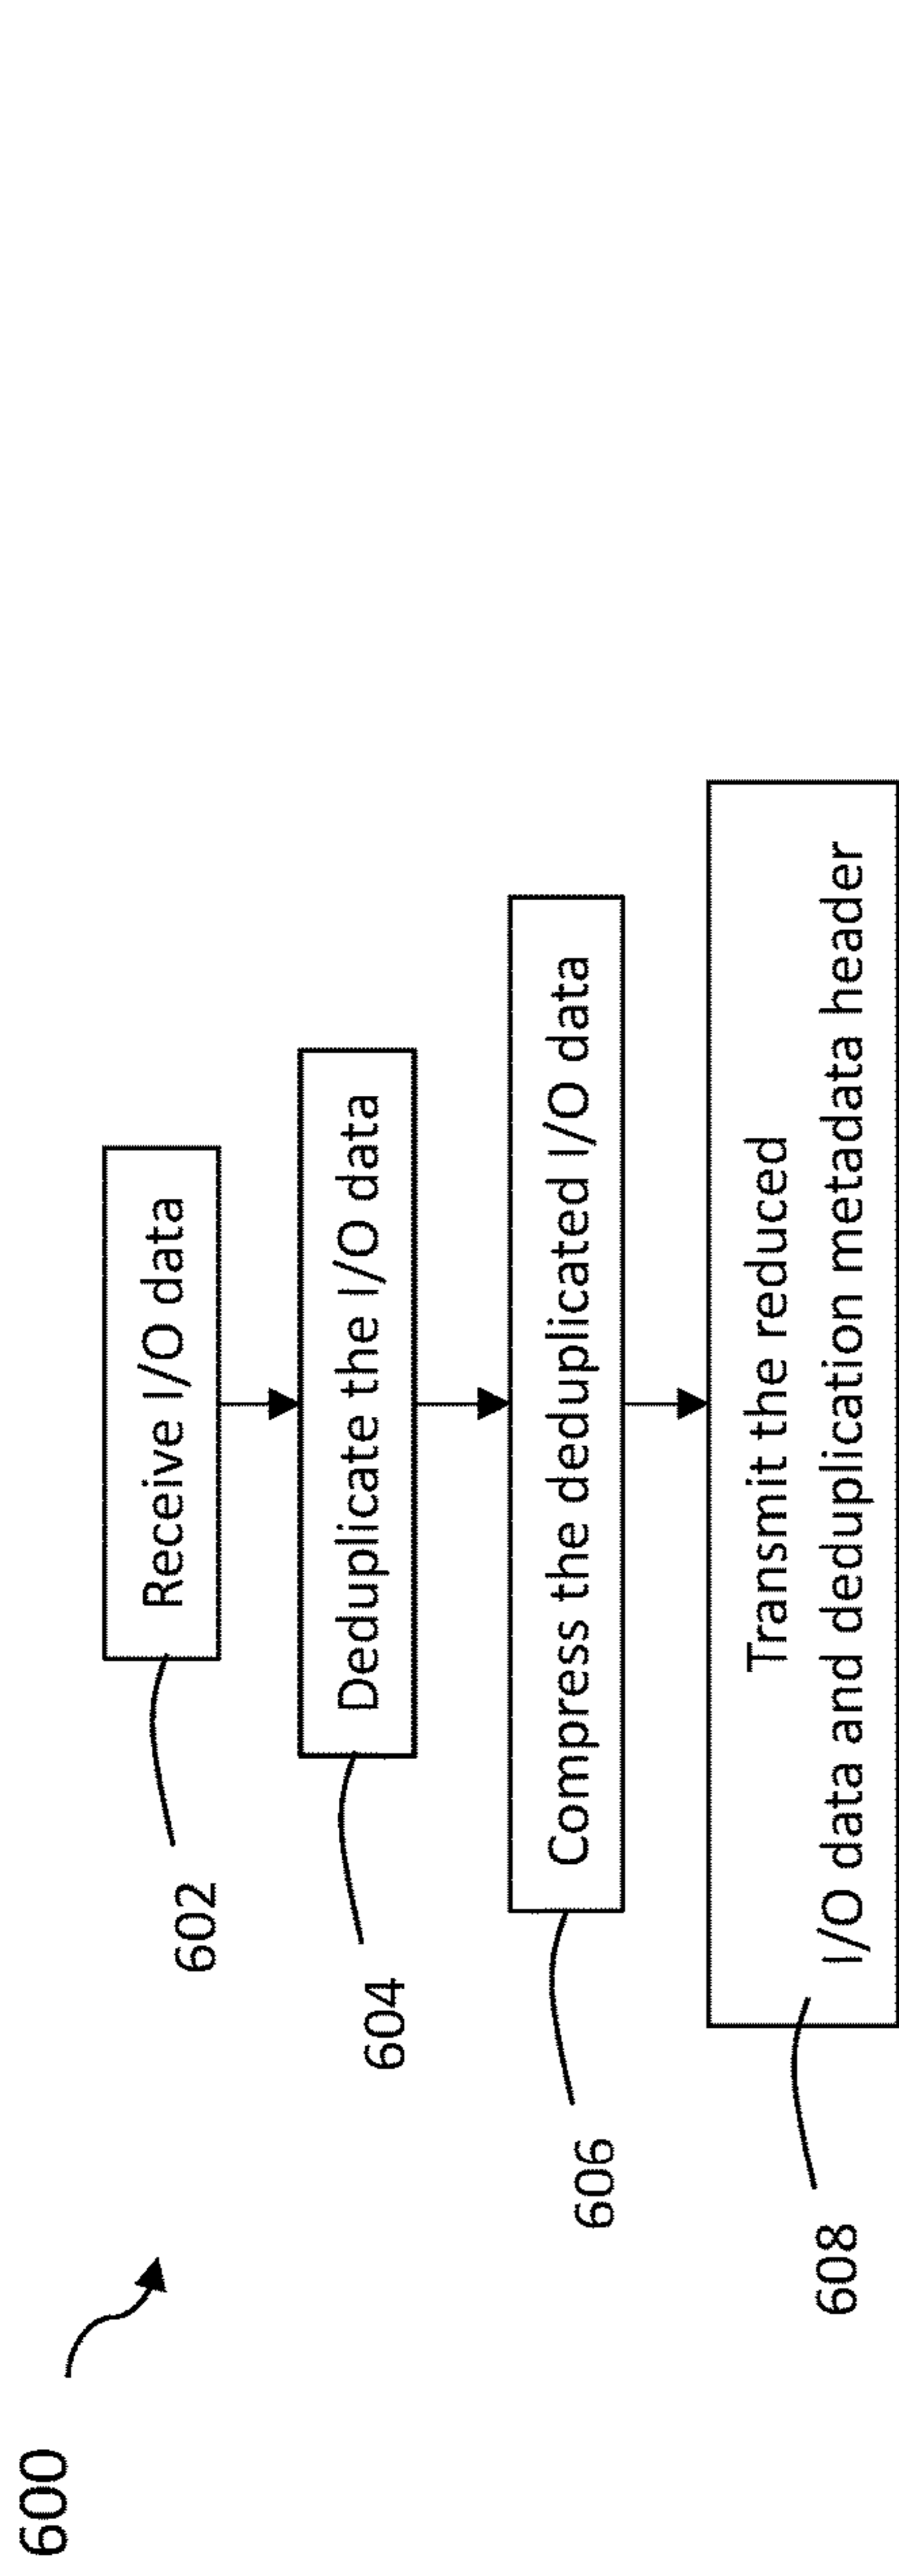 600
602
Receive I/O data
604
Deduplicate the I/O data
606
Compress the deduplicated I/O data
608
Transmit the reduced
I/O data and deduplication metadata header